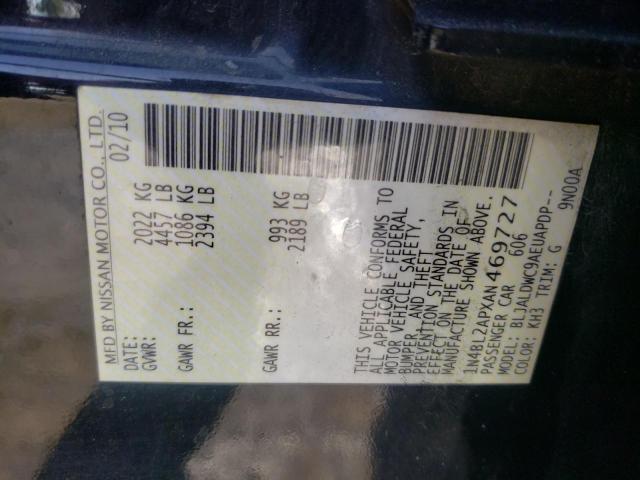 MFD BY NISSAN MOTOR CO., LTD.
DATE: 02/10
GVWR: 2022 KG
4457 LB
GAWR FR.: 1086 KG
2394 LB
GAWR RR.: 993 KG
2189 LB
THIS VEHICLE CONFORMS TO
ALL APPLICABLE FEDERAL
MOTOR VEHICLE SAFETY,
BUMPER, AND THEFT
PREVENTION STANDARDS IN
EFFECT ON THE DATE OF
MANUFACTURE SHOWN ABOVE.
1N4BL2APXAN469727
PASSENGER CAR 606
MODEL: BLJALDWC9AEUAPDP--
COLOR: KH3 TRIM: G 9N00A